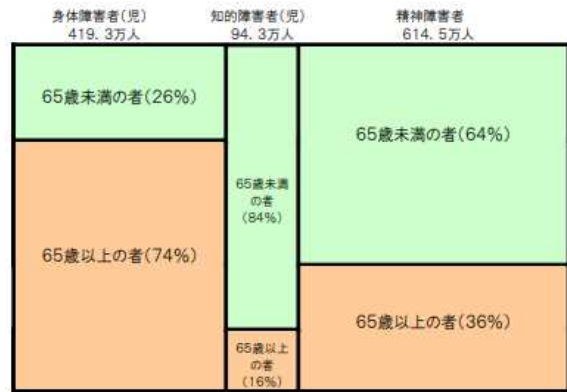 身体障害者(児)
419.3万人
知的障害者(児)
94.3万人
精神障害者
614.5万人
65歳未満の者(26%)
65歳以上の者(74%)
65歳未満
の者
(84%)
65歳以上
の者
(16%)
65歳未満の者(64%)
65歳以上の者(36%)